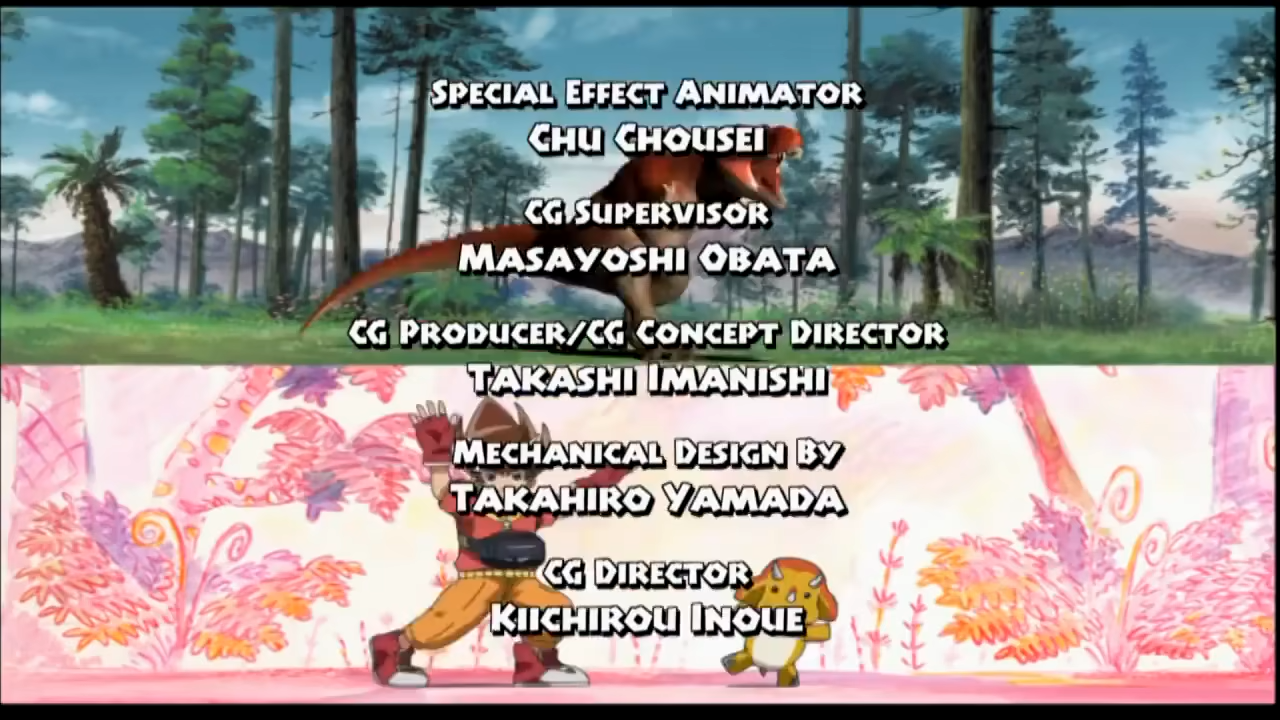 Special Effect Animator
Chu Chousei
CG Supervisor
Masayoshi Obata
CG Producer/CG Concept Director
Takashi Imanishi
Mechanical Design By
Takahiro Yamada
CG Director
Kiichirou Inoue